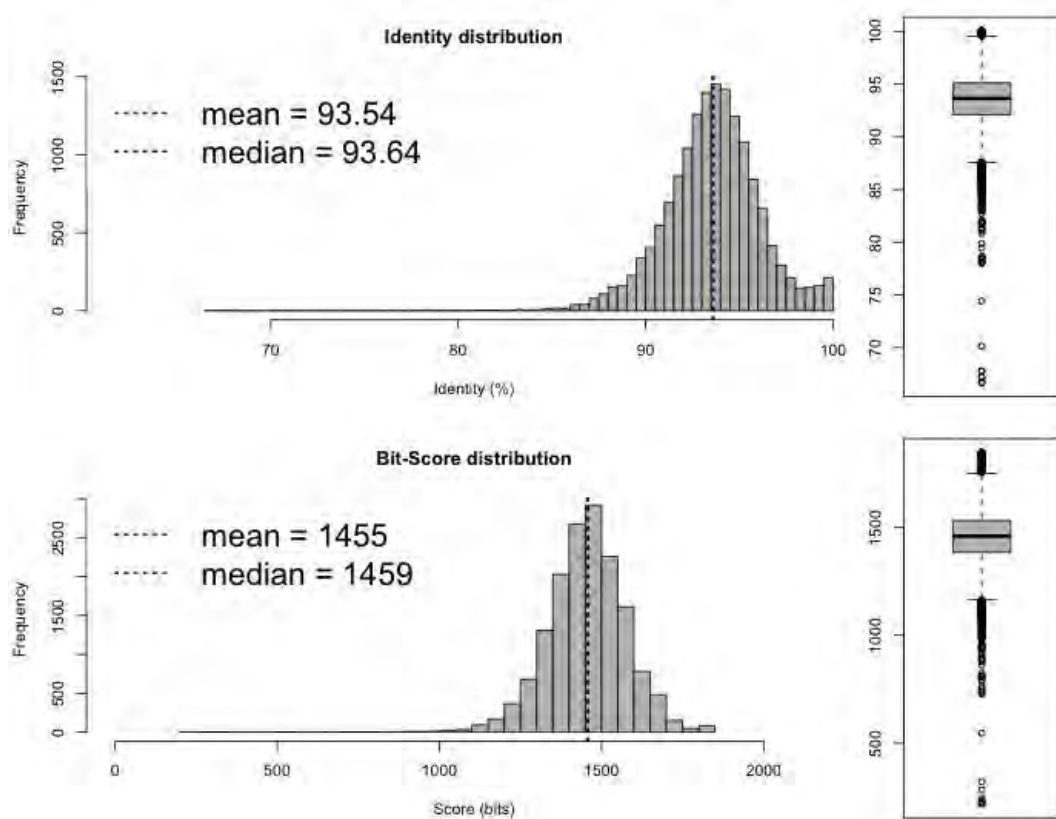 Identity distribution
mean = 93.54
median = 93.64
Frequency
0
500
1000
1500
70
80
90
100
Identity (%)
70
75
80
85
90
95
100
Bit-Score distribution
mean = 1455
median = 1459
Frequency
0
500
1500
2500
0
500
1000
1500
2000
Score (bits)
500
1000
1500